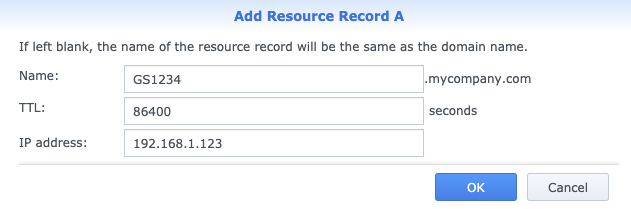 Add Resource Record A
If left blank, the name of the resource record will be the same as the domain name.
Name: GS1234 .mycompany.com
TTL: 86400 seconds
IP address: 192.168.1.123
OK Cancel